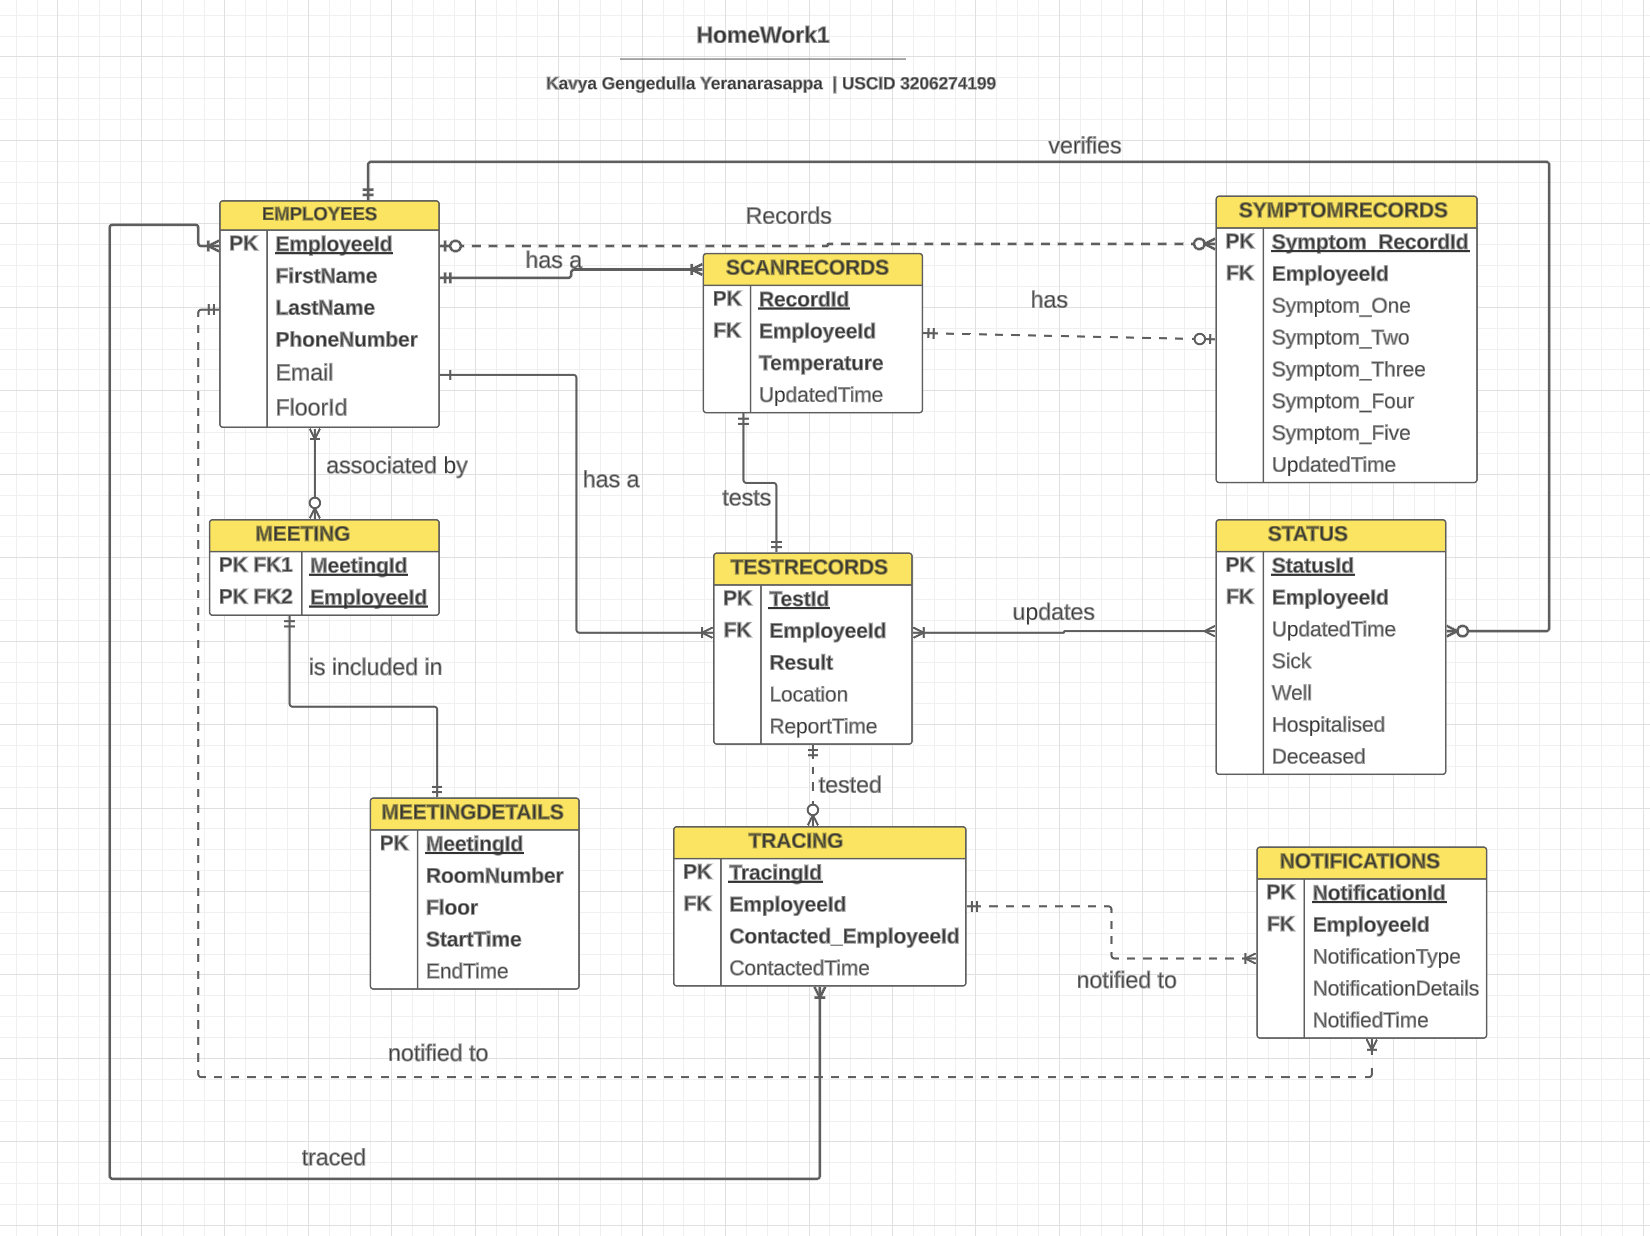 HomeWork1
Kavya Gengedulla Yeranarasappa | USCID 3206274199
verifies
EMPLOYEES
PK EmployeeId
FirstName
LastName
PhoneNumber
Email
FloorId
Records
has a
SCANRECORDS
PK RecordId
FK EmployeeId
Temperature
UpdatedTime
has
SYMPTOMRECORDS
PK Symptom_RecordId
FK EmployeeId
Symptom_One
Symptom_Two
Symptom_Three
Symptom_Four
Symptom_Five
UpdatedTime
associated by
has a
tests
MEETING
PK FK1 MeetingId
PK FK2 EmployeeId
TESTRECORDS
PK TestId
FK EmployeeId
Result
Location
ReportTime
updates
STATUS
PK StatusId
FK EmployeeId
UpdatedTime
Sick
Well
Hospitalised
Deceased
is included in
tested
MEETINGDETAILS
PK MeetingId
RoomNumber
Floor
StartTime
EndTime
TRACING
PK TracingId
FK EmployeeId
Contacted_EmployeeId
ContactedTime
notified to
NOTIFICATIONS
PK NotificationId
FK EmployeeId
NotificationType
NotificationDetails
NotifiedTime
notified to
traced